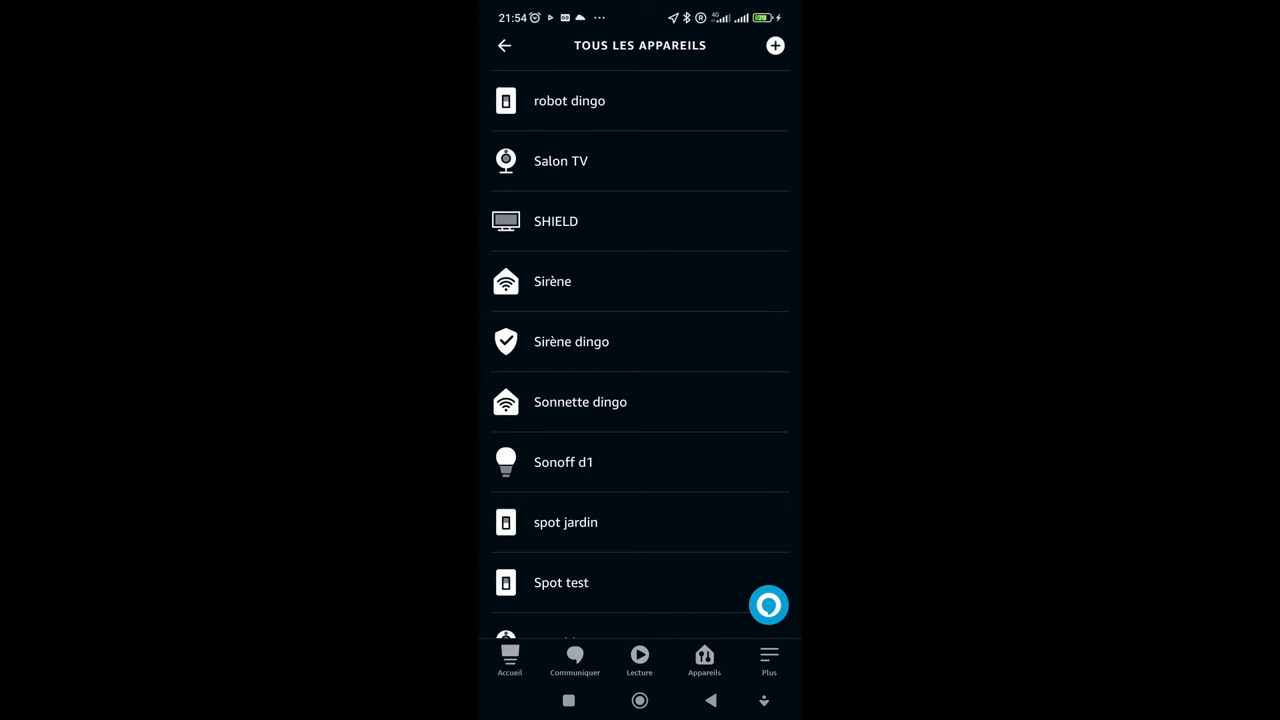 21:54
4G
TOUS LES APPAREILS
robot dingo
Salon TV
SHIELD
Sirène
Sirène dingo
Sonnette dingo
Sonoff d1
spot jardin
Spot test
Accueil
Communiquer
Lecture
Appareils
Plus